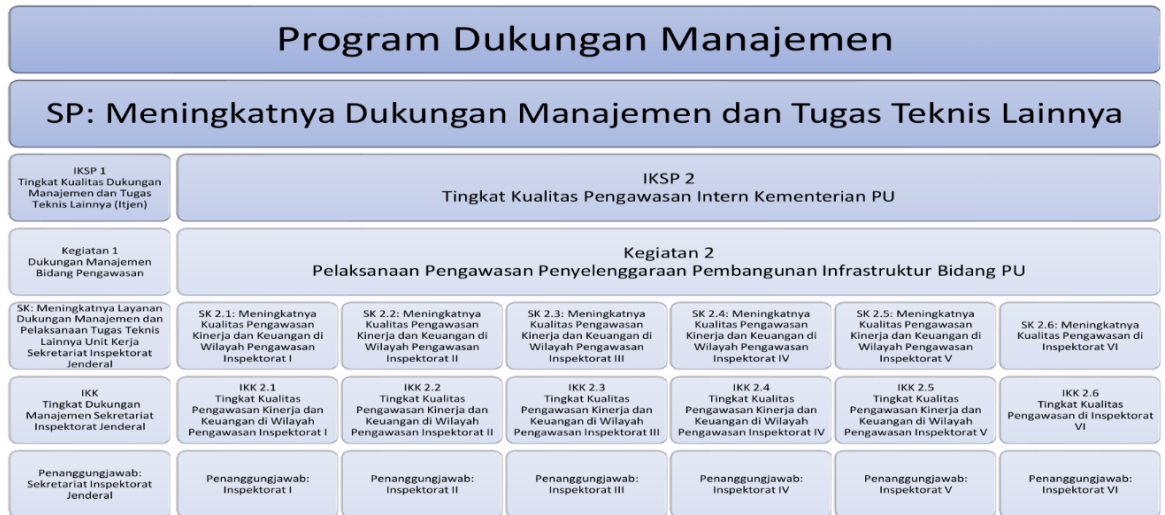 Program Dukungan Manajemen
SP: Meningkatnya Dukungan Manajemen dan Tugas Teknis Lainnya
IKSP 1
Tingkat Kualitas Dukungan
Manajemen dan Tugas
Teknis Lainnya (Itjen)
IKSP 2
Tingkat Kualitas Pengawasan Intern Kementerian PU
Kegiatan 1
Dukungan Manajemen
Bidang Pengawasan
Kegiatan 2
Pelaksanaan Pengawasan Penyelenggaraan Pembangunan Infrastruktur Bidang PU
SK: Meningkatnya Layanan
Dukungan Manajemen dan
Pelaksanaan Tugas Teknis
Lainnya Unit Kerja
Sekretariat Inspektorat
Jenderal
SK 2.1: Meningkatnya
Kualitas Pengawasan
Kinerja dan Keuangan di
Wilayah Pengawasan
Inspektorat I
SK 2.2: Meningkatnya
Kualitas Pengawasan
Kinerja dan Keuangan di
Wilayah Pengawasan
Inspektorat II
SK 2.3: Meningkatnya
Kualitas Pengawasan
Kinerja dan Keuangan di
Wilayah Pengawasan
Inspektorat III
SK 2.4: Meningkatnya
Kualitas Pengawasan
Kinerja dan Keuangan di
Wilayah Pengawasan
Inspektorat IV
SK 2.5: Meningkatnya
Kualitas Pengawasan
Kinerja dan Keuangan di
Wilayah Pengawasan
Inspektorat V
SK 2.6: Meningkatnya
Kualitas Pengawasan di
Inspektorat VI
IKK
Tingkat Dukungan
Manajemen Sekretariat
Inspektorat Jenderal
IKK 2.1
Tingkat Kualitas
Pengawasan Kinerja dan
Keuangan di Wilayah
Pengawasan Inspektorat I
IKK 2.2
Tingkat Kualitas
Pengawasan Kinerja dan
Keuangan di Wilayah
Pengawasan Inspektorat II
IKK 2.3
Tingkat Kualitas
Pengawasan Kinerja dan
Keuangan di Wilayah
Pengawasan Inspektorat III
IKK 2.4
Tingkat Kualitas
Pengawasan Kinerja dan
Keuangan di Wilayah
Pengawasan Inspektorat IV
IKK 2.5
Tingkat Kualitas
Pengawasan Kinerja dan
Keuangan di Wilayah
Pengawasan Inspektorat V
IKK 2.6
Tingkat Kualitas
Pengawasan di Inspektorat
VI
Penanggungjawab:
Sekretariat Inspektorat
Jenderal
Penanggungjawab:
Inspektorat I
Penanggungjawab:
Inspektorat II
Penanggungjawab:
Inspektorat III
Penanggungjawab:
Inspektorat IV
Penanggungjawab:
Inspektorat V
Penanggungjawab:
Inspektorat VI